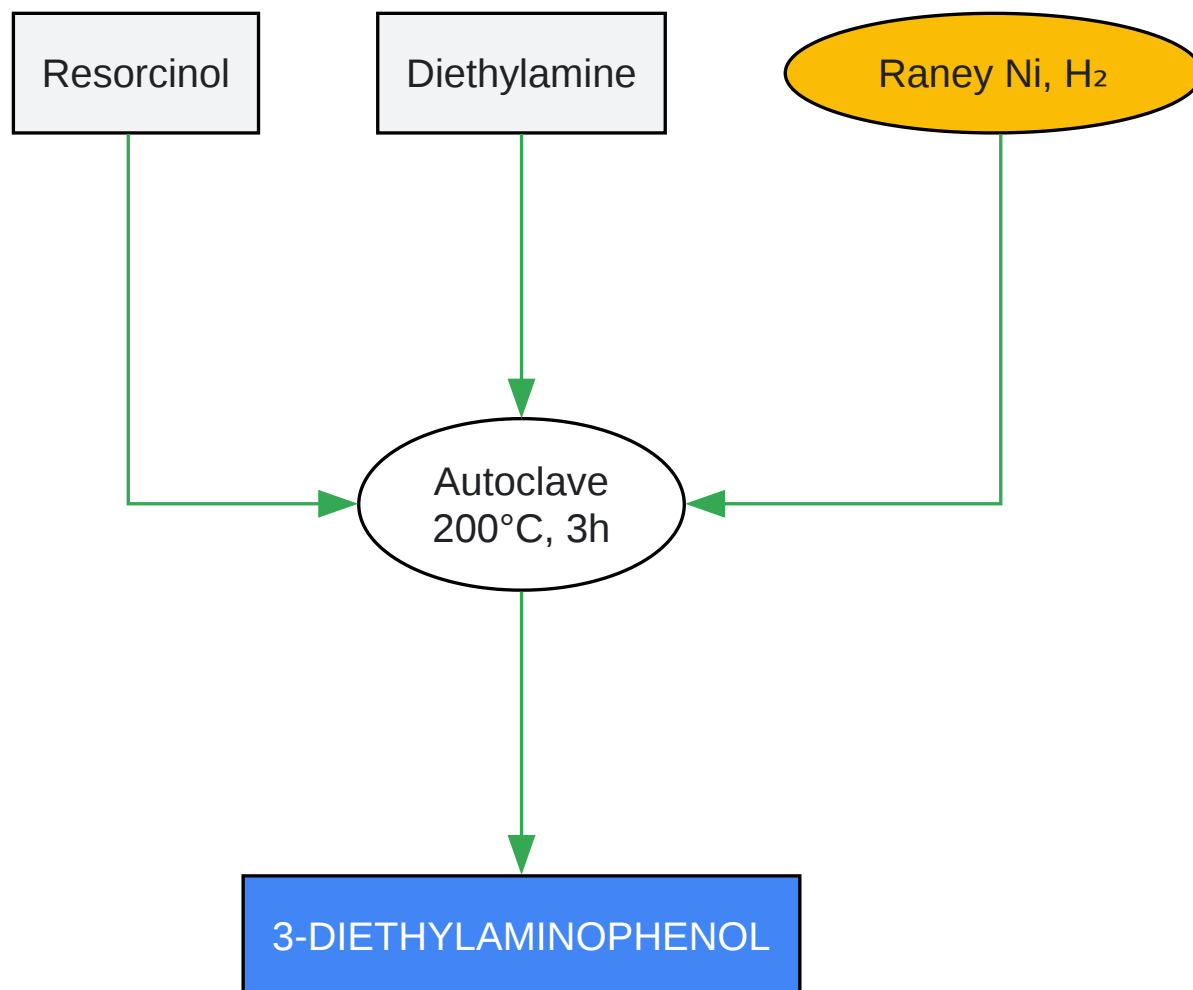 Resorcinol
Diethylamine
Raney Ni, H₂
Autoclave
200°C, 3h
3-DIETHYLAMINOPHENOL